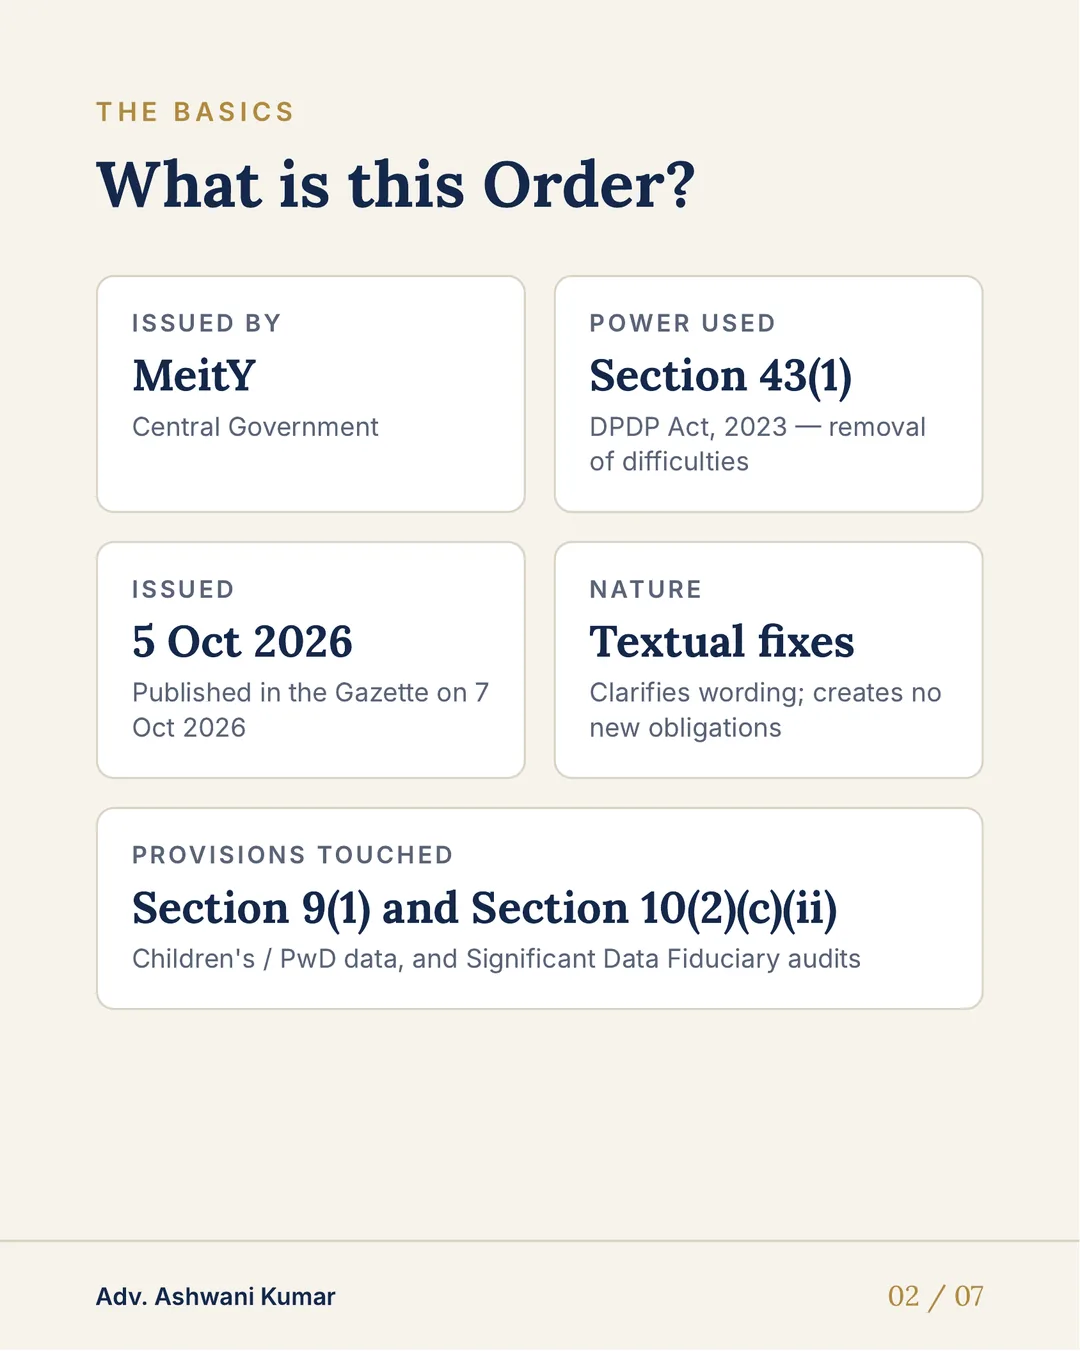 THE BASICS
What is this Order?
ISSUED BY
MeitY
Central Government
POWER USED
Section 43(1)
DPDP Act, 2023 — removal
of difficulties
ISSUED
5 Oct 2026
Published in the Gazette on 7
Oct 2026
NATURE
Textual fixes
Clarifies wording; creates no
new obligations
PROVISIONS TOUCHED
Section 9(1) and Section 10(2)(c)(ii)
Children's / PwD data, and Significant Data Fiduciary audits
Adv. Ashwani Kumar
02 / 07